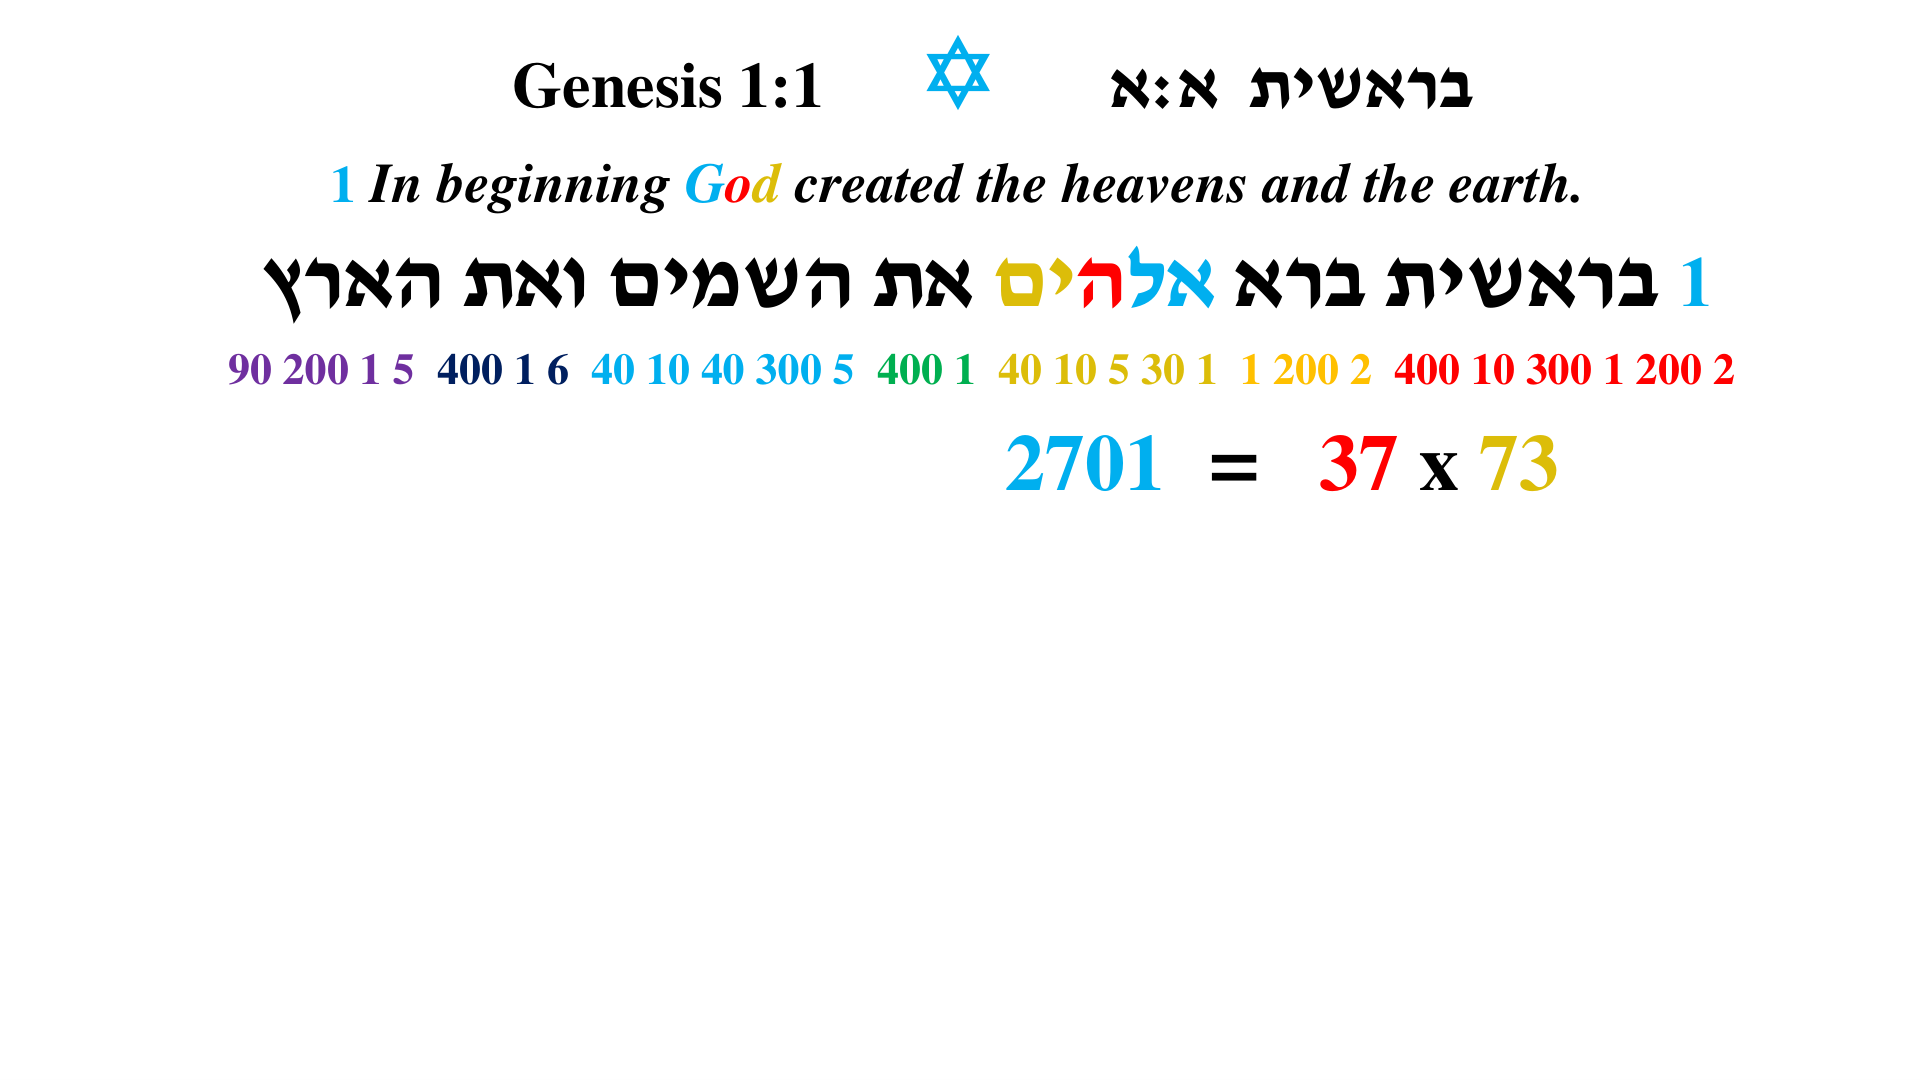 Genesis 1:1 ✡ בראשית א:א
1 In beginning God created the heavens and the earth.
1 בראשית ברא אלהים את השמים ואת הארץ
90 200 1 5 400 1 6 40 10 40 300 5 400 1 40 10 5 30 1 1 200 2 400 10 300 1 200 2
2701 = 37 x 73